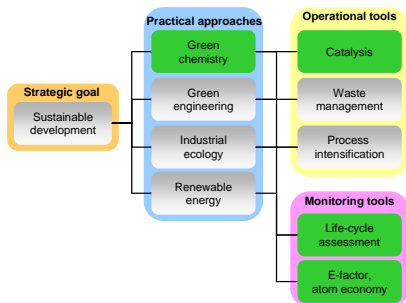 Practical approaches
Operational tools
Green
chemistry
Catalysis
Strategic goal
Sustainable
development
Green
engineering
Waste
management
Industrial
ecology
Process
intensification
Renewable
energy
Monitoring tools
Life-cycle
assessment
E-factor,
atom economy